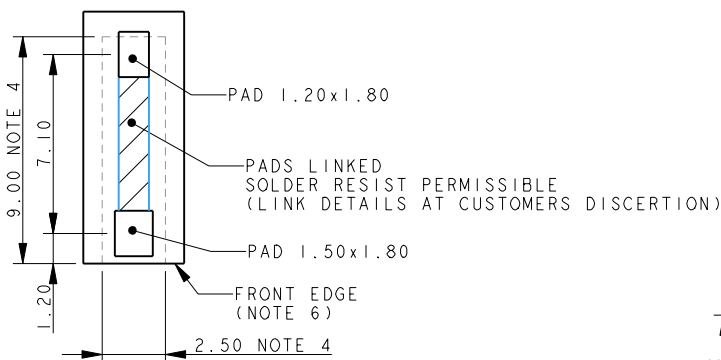 PAD 1.20x1.80
9.00 NOTE 4
7.10
PADS LINKED
SOLDER RESIST PERMISSIBLE
(LINK DETAILS AT CUSTOMERS DISCERTION)
PAD 1.50x1.80
1.20
FRONT EDGE
(NOTE 6)
2.50 NOTE 4